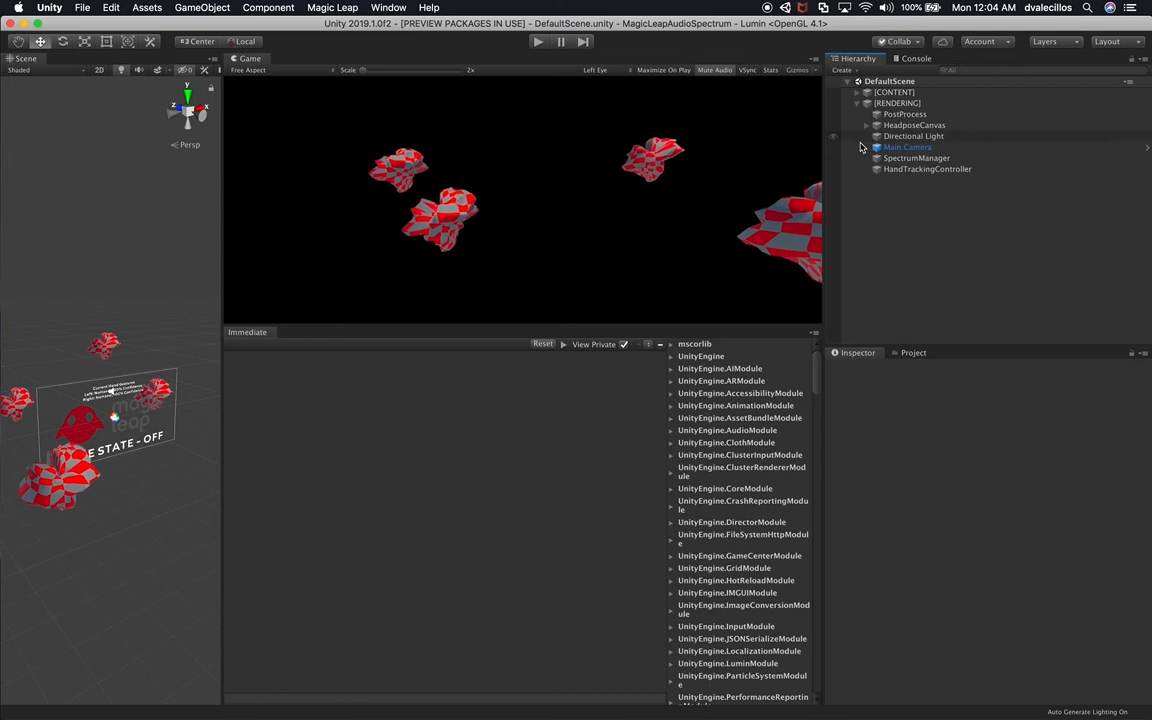 Unity File Edit Assets GameObject Component Magic Leap Window Help 100% Mon 12:04 AM dvalecillos
Unity 2019.1.0f2 - [PREVIEW PACKAGES IN USE] - DefaultScene.unity - MagicLeapAudioSpectrum - Lumin <OpenGL 4.1>
Center Local Collab Account Layers Layout
Scene Game Hierarchy Console
Shaded 2D Free Aspect Scale 2x Left Eye Maximize On Play Mute Audio VSync Stats Gizmos Create All
DefaultScene
[CONTENT]
[RENDERING]
PostProcess
HeadposeCanvas
Directional Light
Main Camera
SpectrumManager
HandTrackingController
y
z x
Persp
Current Hand Gestures
magic
leap
E STATE - OFF
Immediate
Reset View Private
mscorlib
UnityEngine
UnityEngine.AIModule
UnityEngine.ARModule
UnityEngine.AccessibilityModule
UnityEngine.AnimationModule
UnityEngine.AssetBundleModule
UnityEngine.AudioModule
UnityEngine.ClothModule
UnityEngine.ClusterInputModule
UnityEngine.ClusterRendererMod
ule
UnityEngine.CoreModule
UnityEngine.CrashReportingModu
le
UnityEngine.DirectorModule
UnityEngine.FileSystemHttpModul
e
UnityEngine.GameCenterModule
UnityEngine.GridModule
UnityEngine.HotReloadModule
UnityEngine.IMGUIModule
UnityEngine.ImageConversionMod
ule
UnityEngine.InputModule
UnityEngine.JSONSerializeModule
UnityEngine.LocalizationModule
UnityEngine.LuminModule
UnityEngine.ParticleSystemModul
e
UnityEngine.PerformanceReportin
Inspector Project
Auto Generate Lighting On